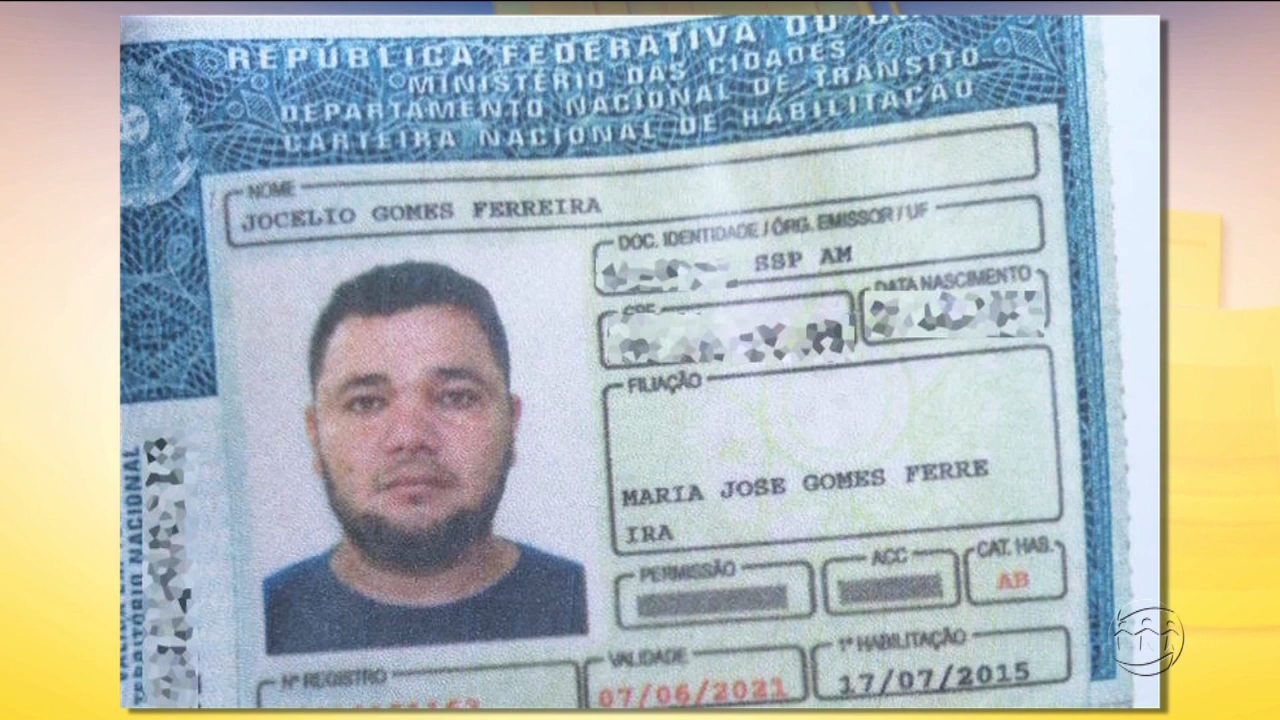 REPÚBLICA FEDERATIVA DO
MINISTÉRIO DAS CIDADES
DEPARTAMENTO NACIONAL DE TRÂNSITO
CARTEIRA NACIONAL DE HABILITAÇÃO
NOME
JOCELIO GOMES FERREIRA
DOC. IDENTIDADE / ÓRG. EMISSOR / UF
SSP AM
DATA NASCIMENTO
FILIAÇÃO
MARIA JOSE GOMES FERRE
IRA
PERMISSÃO
ACC
CAT. HAB.
AB
Nº REGISTRO
VALIDADE
07/06/2021
1ª HABILITAÇÃO
17/07/2015
TERRITÓRIO NACIONAL